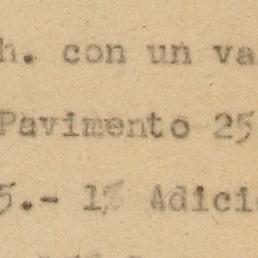 h. con un va
Pavimento 25
5.- 1% Adici